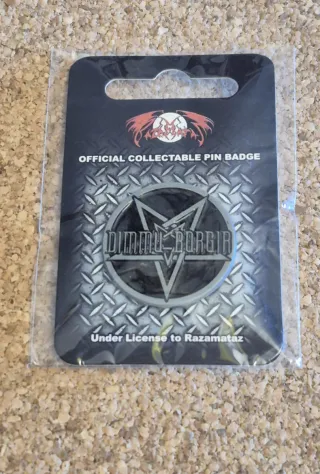 OFFICIAL COLLECTABLE PIN BADGE
DIMMU BORGIR
Under License to Razamataz